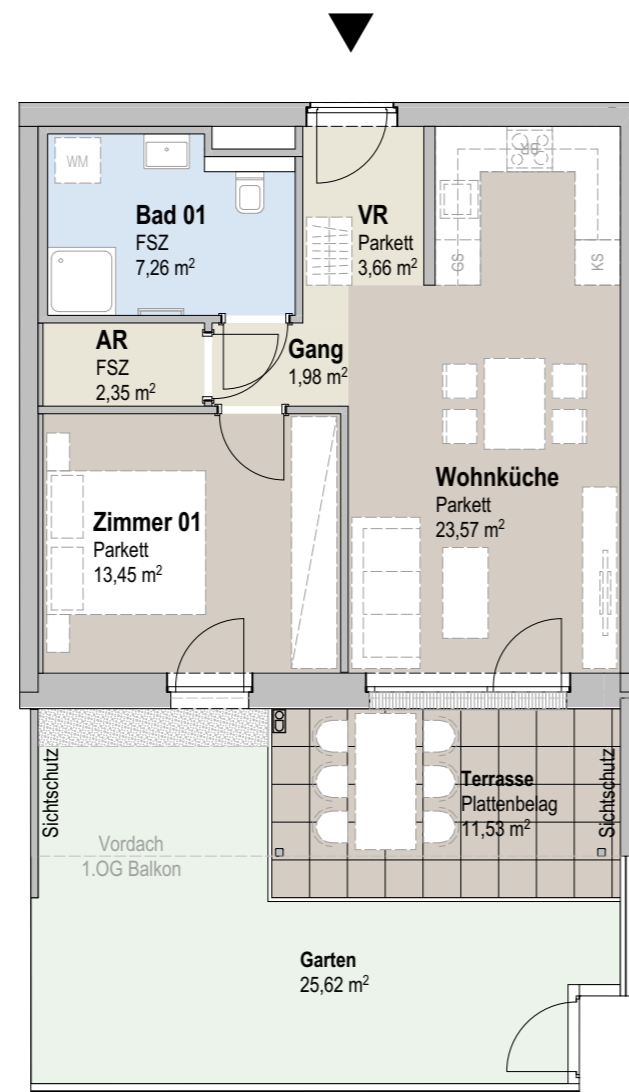 WM
Bad 01
FSZ
7,26 m²
VR
Parkett
3,66 m²
GS
KS
AR
FSZ
2,35 m²
Gang
1,98 m²
Zimmer 01
Parkett
13,45 m²
Wohnküche
Parkett
23,57 m²
Sichtschutz
Vordach
1.OG Balkon
Terrasse
Plattenbelag
11,53 m²
Sichtschutz
Garten
25,62 m²